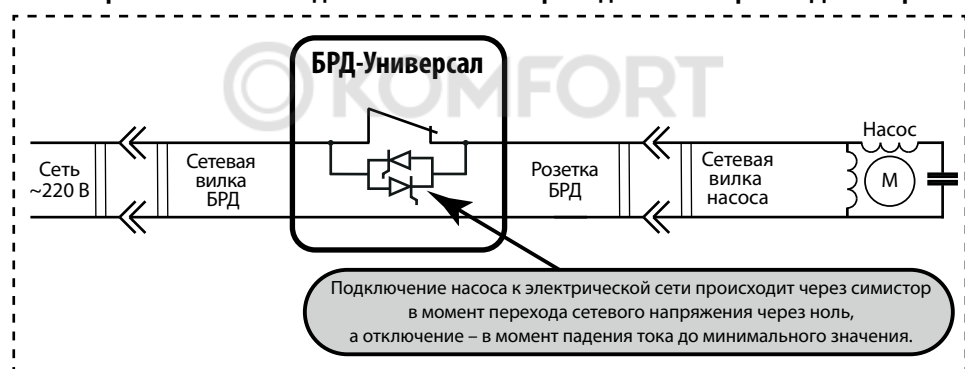 БРД-Универсал
KOMFORT
Насос
Сеть
~220 В
Сетевая
вилка
БРД
Розетка
БРД
Сетевая
вилка
насоса
М
Подключение насоса к электрической сети происходит через симистор
в момент перехода сетевого напряжения через ноль,
а отключение – в момент падения тока до минимального значения.